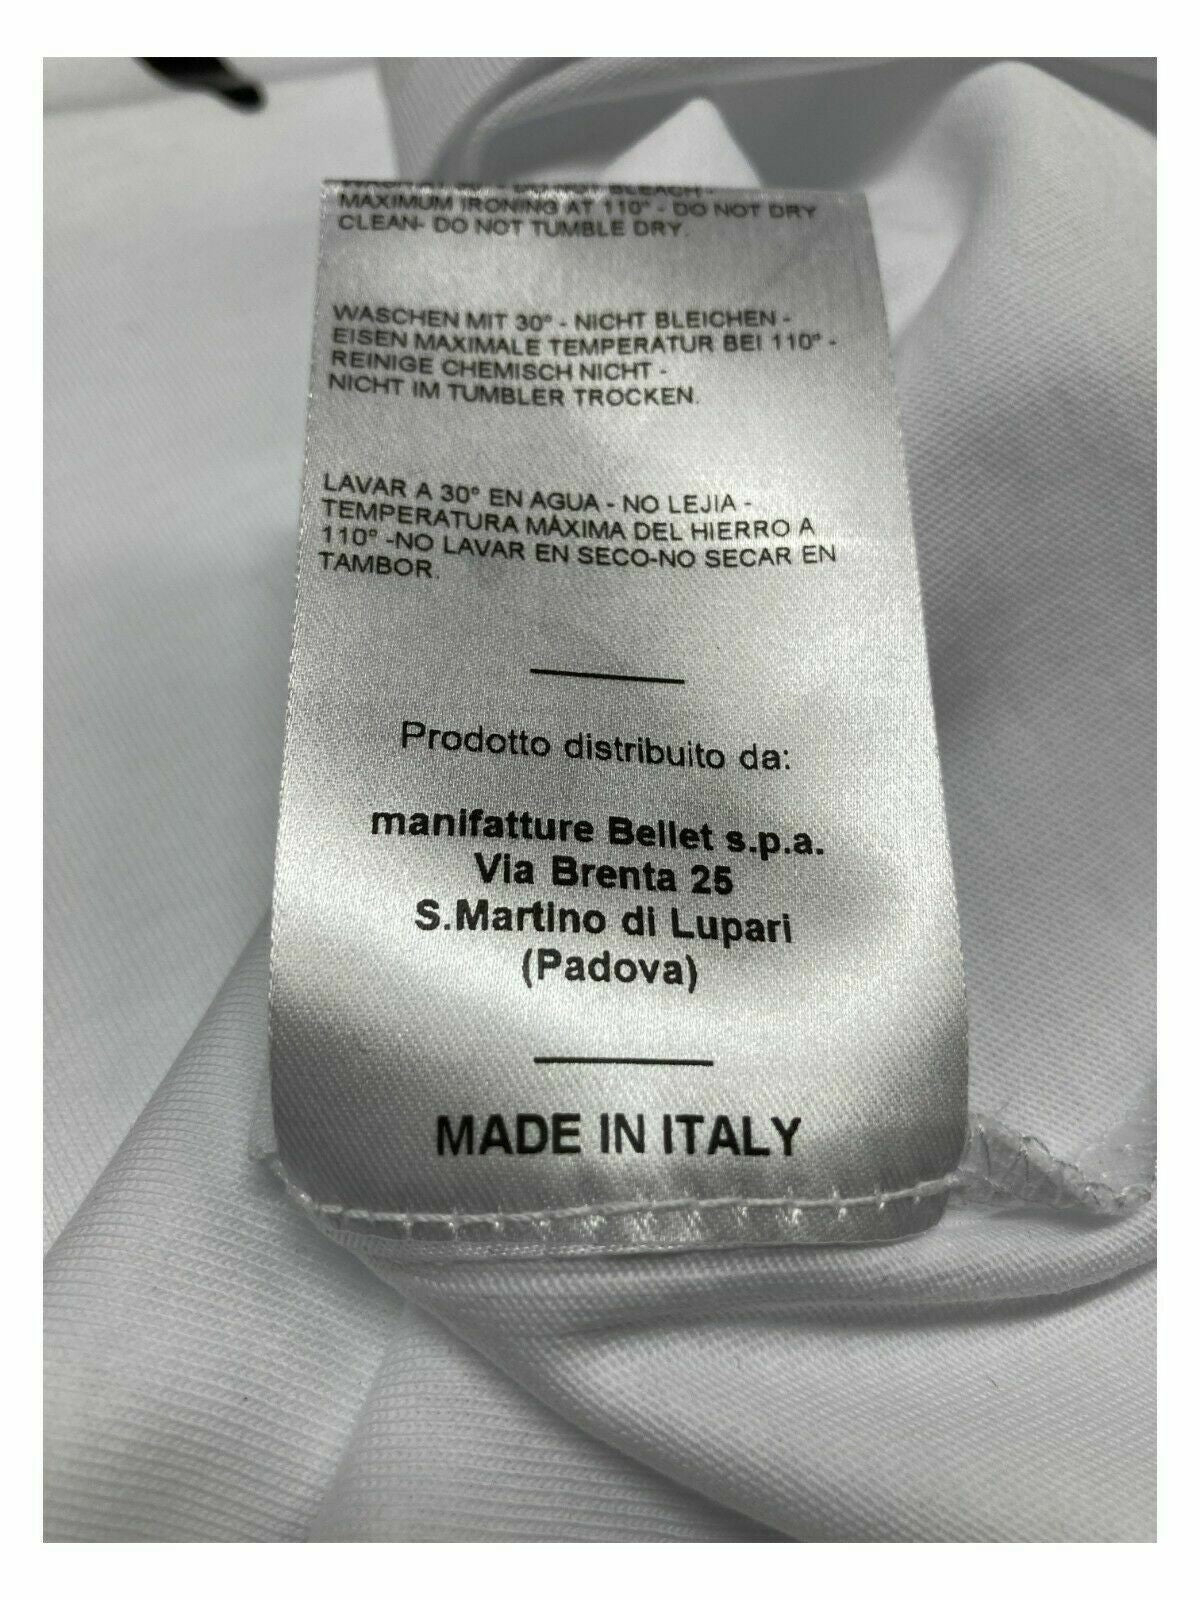 DO NOT BLEACH -
MAXIMUM IRONING AT 110° - DO NOT DRY
CLEAN- DO NOT TUMBLE DRY.
WASCHEN MIT 30° - NICHT BLEICHEN -
EISEN MAXIMALE TEMPERATUR BEI 110° -
REINIGE CHEMISCH NICHT -
NICHT IM TUMBLER TROCKEN.
LAVAR A 30° EN AGUA - NO LEJIA -
TEMPERATURA MÁXIMA DEL HIERRO A
110° -NO LAVAR EN SECO-NO SECAR EN
TAMBOR.
Prodotto distribuito da:
manifatture Bellet s.p.a.
Via Brenta 25
S.Martino di Lupari
(Padova)
MADE IN ITALY